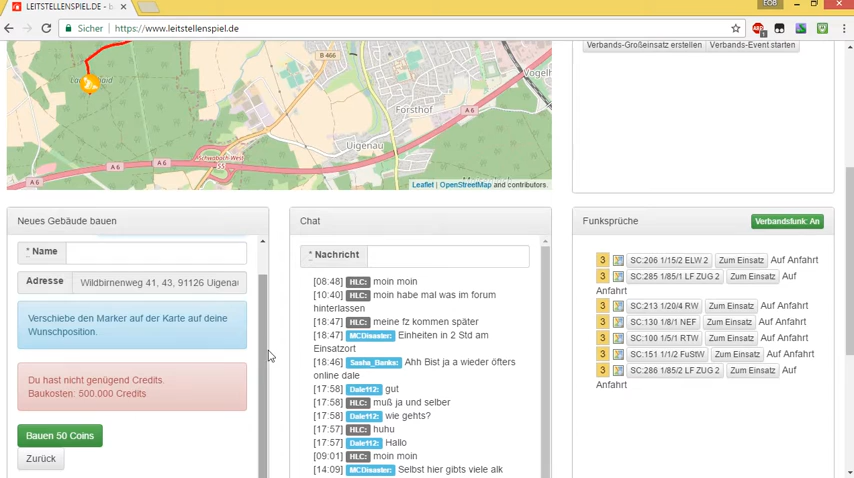 LEITSTELLENSPIEL.DE -
EOB
Sicher | https://www.leitstellenspiel.de
1
B 466
A 6
Schwabach-West
55
A 6
A 6
Forsthof
Uigenau
Vogelh
Leaflet | OpenStreetMap and contributors.
Verbands-Großeinsatz erstellen Verbands-Event starten
Neues Gebäude bauen
* Name
Adresse Wildbirnenweg 41, 43, 91126 Uigenau
Verschiebe den Marker auf der Karte auf deine
Wunschposition.
Du hast nicht genügend Credits.
Baukosten: 500.000 Credits
Bauen 50 Coins
Zurück
Chat
* Nachricht
[08:48] HLC: moin moin
[10:40] HLC: moin habe mal was im forum
hinterlassen
[18:47] HLC: meine fz kommen später
[18:47] MCDisaster: Einheiten in 2 Std am
Einsatzort
[18:46] Sasha_Banks: Ahh Bist ja a wieder öfters
online dale
[17:58] Dale112: gut
[17:58] HLC: muß ja und selber
[17:58] Dale112: wie gehts?
[17:57] HLC: huhu
[17:57] Dale112: Hallo
[09:01] HLC: moin moin
[14:09] MCDisaster: Selbst hier gibts viele alk
Funksprüche
Verbandsfunk: An
3 SC:206 1/15/2 ELW 2 Zum Einsatz Auf Anfahrt
3 SC:285 1/85/1 LF ZUG 2 Zum Einsatz Auf
Anfahrt
3 SC:213 1/20/4 RW Zum Einsatz Auf Anfahrt
3 SC:130 1/8/1 NEF Zum Einsatz Auf Anfahrt
3 SC:100 1/5/1 RTW Zum Einsatz Auf Anfahrt
3 SC:151 1/1/2 FuStW Zum Einsatz Auf Anfahrt
3 SC:286 1/85/2 LF ZUG 2 Zum Einsatz Auf
Anfahrt